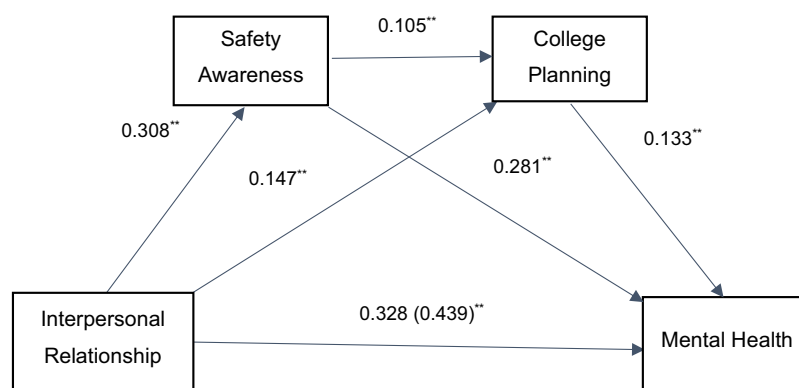 Safety
Awareness
0.105**
College
Planning
0.308**
0.147**
0.281**
0.133**
Interpersonal
Relationship
0.328 (0.439)**
Mental Health